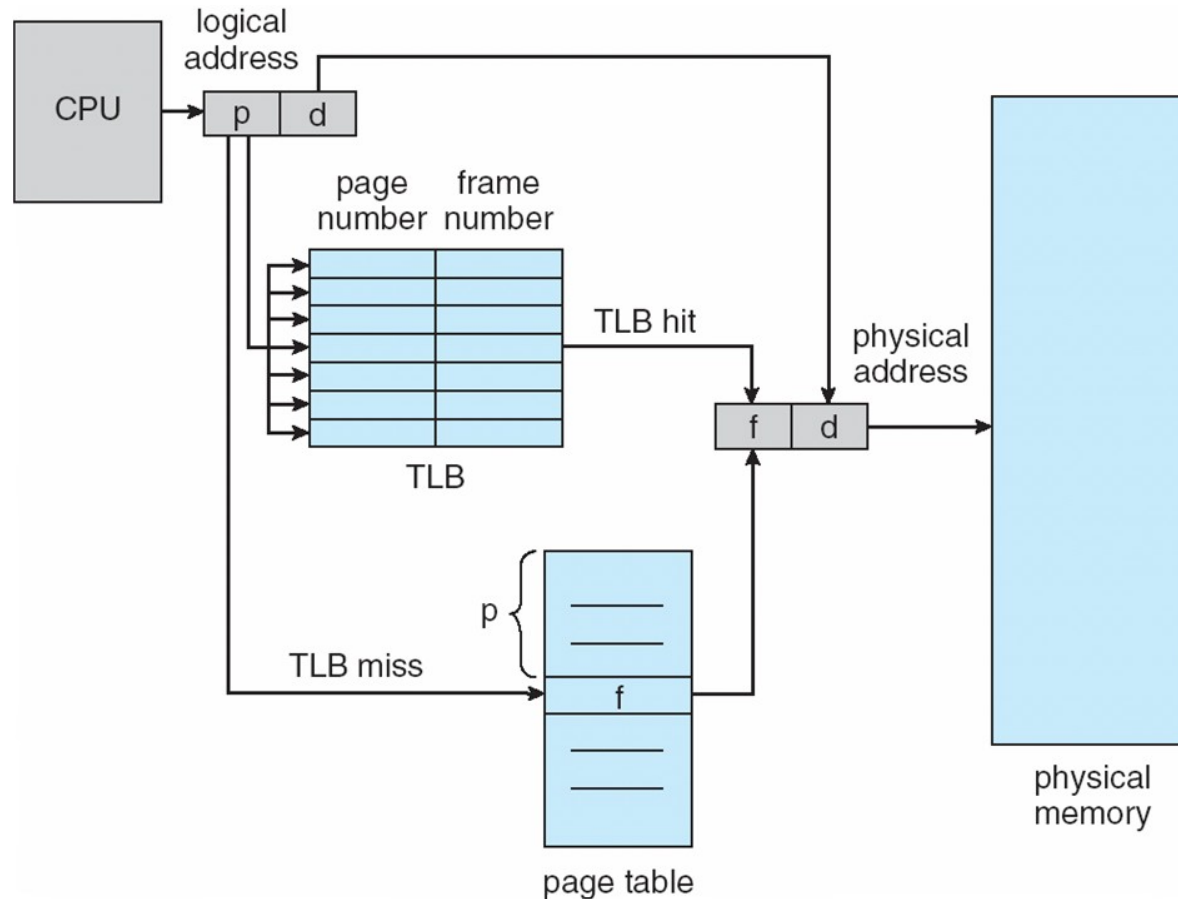 logical
address
CPU
p
d
page
number
frame
number
TLB hit
physical
address
f
d
TLB
p
TLB miss
f
physical
memory
page table